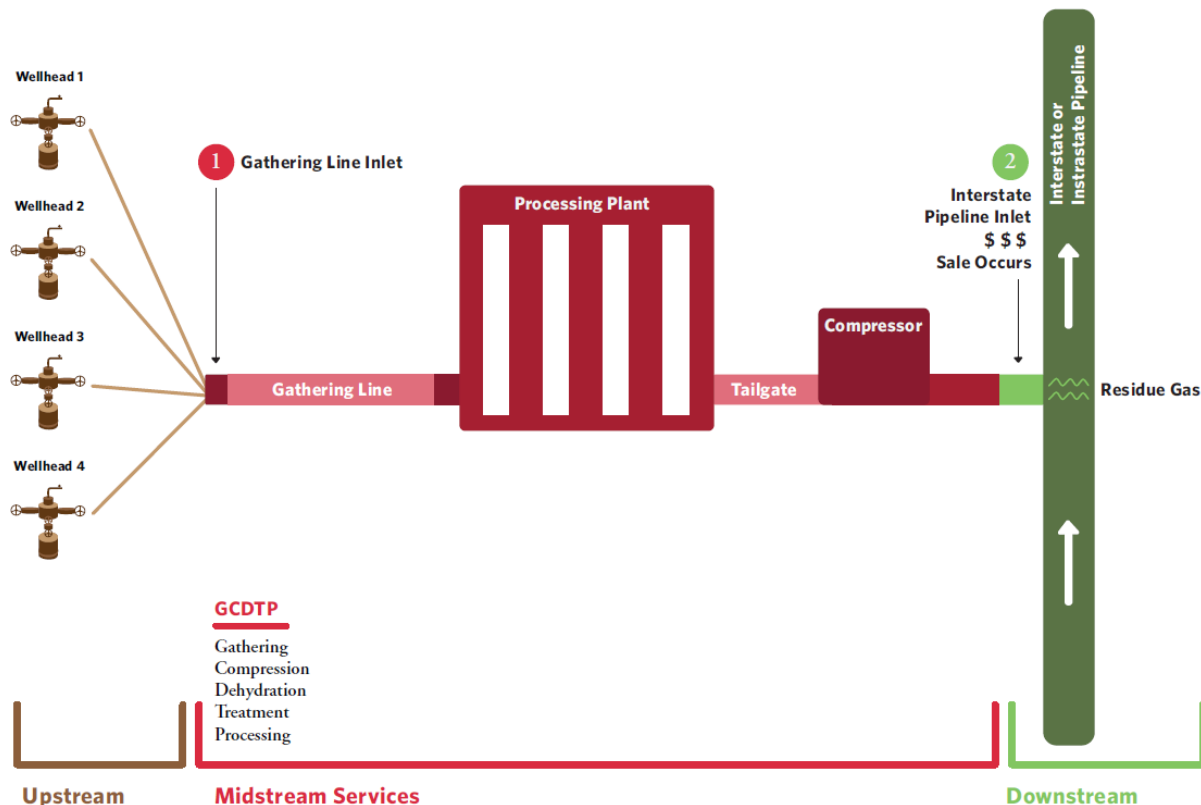 Wellhead 1
Wellhead 2
Wellhead 3
Wellhead 4
1 Gathering Line Inlet
Gathering Line
Processing Plant
Tailgate
Compressor
2
Interstate
Pipeline Inlet
$ $ $
Sale Occurs
Interstate or
Instrastate Pipeline
Residue Gas
GCDTP
Gathering
Compression
Dehydration
Treatment
Processing
Upstream
Midstream Services
Downstream